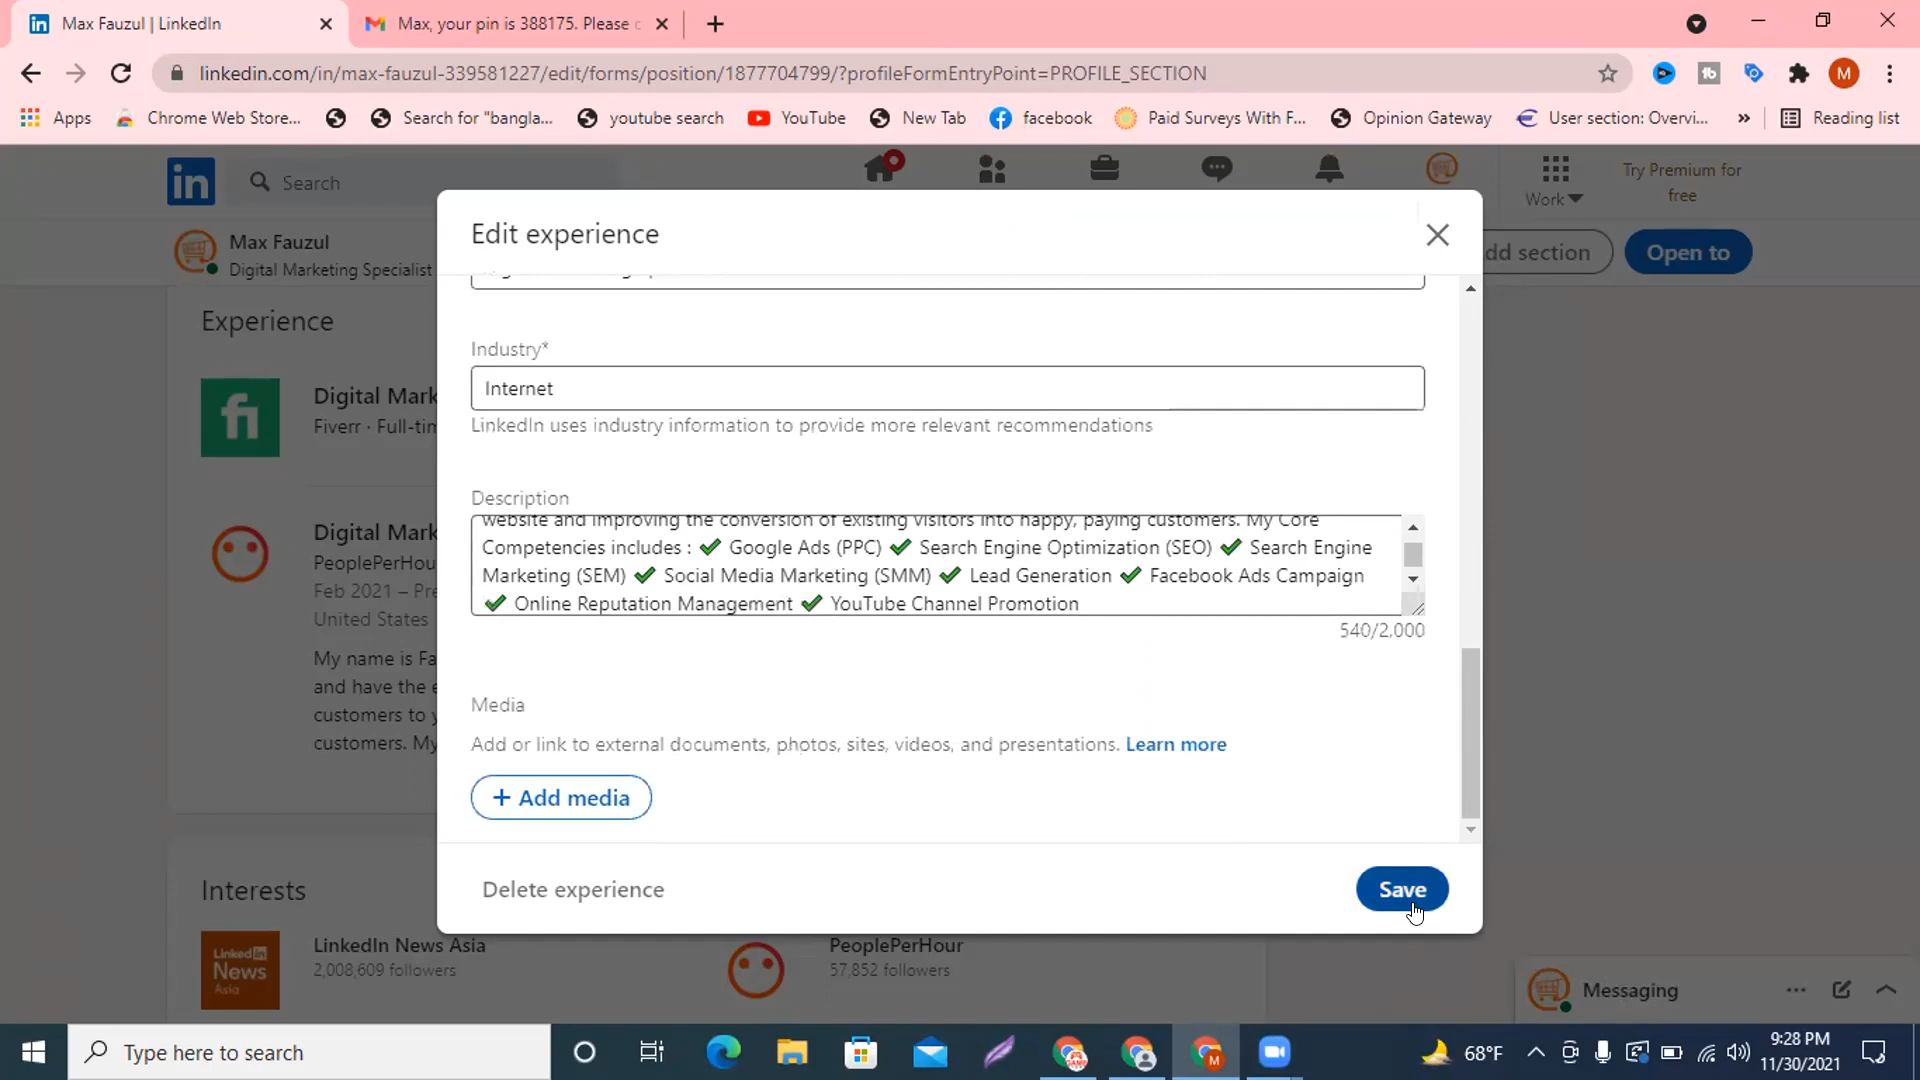 Max Fauzul | LinkedIn
Max, your pin is 388175. Please c
linkedin.com/in/max-fauzul-339581227/edit/forms/position/1877704799/?profileFormEntryPoint=PROFILE_SECTION
M
Apps
Chrome Web Store...
Search for "bangla...
youtube search
YouTube
New Tab
facebook
Paid Surveys With F...
Opinion Gateway
User section: Overvi...
»
Reading list
in
Search
Work
Try Premium for
free
Max Fauzul
Digital Marketing Specialist
dd section
Open to
Edit experience
Experience
Industry*
Internet
LinkedIn uses industry information to provide more relevant recommendations
fi
Digital Mark
Fiverr · Full-tim
Description
website and improving the conversion of existing visitors into happy, paying customers. My Core
Competencies includes : ✔ Google Ads (PPC) ✔ Search Engine Optimization (SEO) ✔ Search Engine
Marketing (SEM) ✔ Social Media Marketing (SMM) ✔ Lead Generation ✔ Facebook Ads Campaign
✔ Online Reputation Management ✔ YouTube Channel Promotion
540/2,000
Digital Mark
PeoplePerHou
Feb 2021 – Pre
United States
My name is Fa
and have the e
customers to y
customers. My
Media
Add or link to external documents, photos, sites, videos, and presentations. Learn more
+ Add media
Delete experience
Save
Interests
Linked in
News
Asia
LinkedIn News Asia
2,008,609 followers
PeoplePerHour
57,852 followers
Messaging
Type here to search
68°F
9:28 PM
11/30/2021